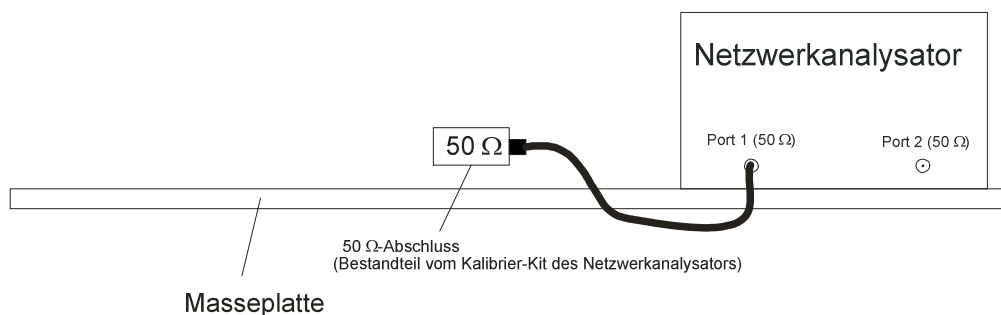 Netzwerkanalysator
Port 1 (50 Ω)
Port 2 (50 Ω)
50 Ω
50 Ω-Abschluss
(Bestandteil vom Kalibrier-Kit des Netzwerkanalysators)
Masseplatte